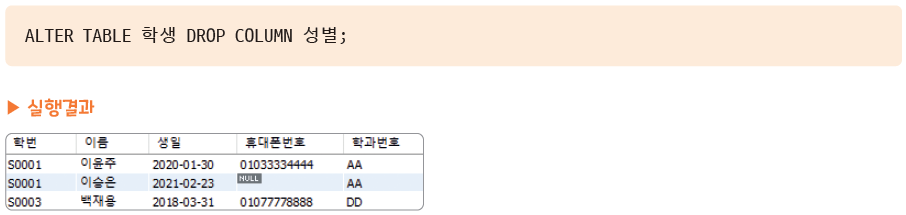 ALTER TABLE 학생 DROP COLUMN 성별;
▶ 실행결과
학번 이름 생일 휴대폰번호 학과번호
S0001 이윤주 2020-01-30 01033334444 AA
S0001 이승은 2021-02-23 NULL AA
S0003 백재용 2018-03-31 01077778888 DD